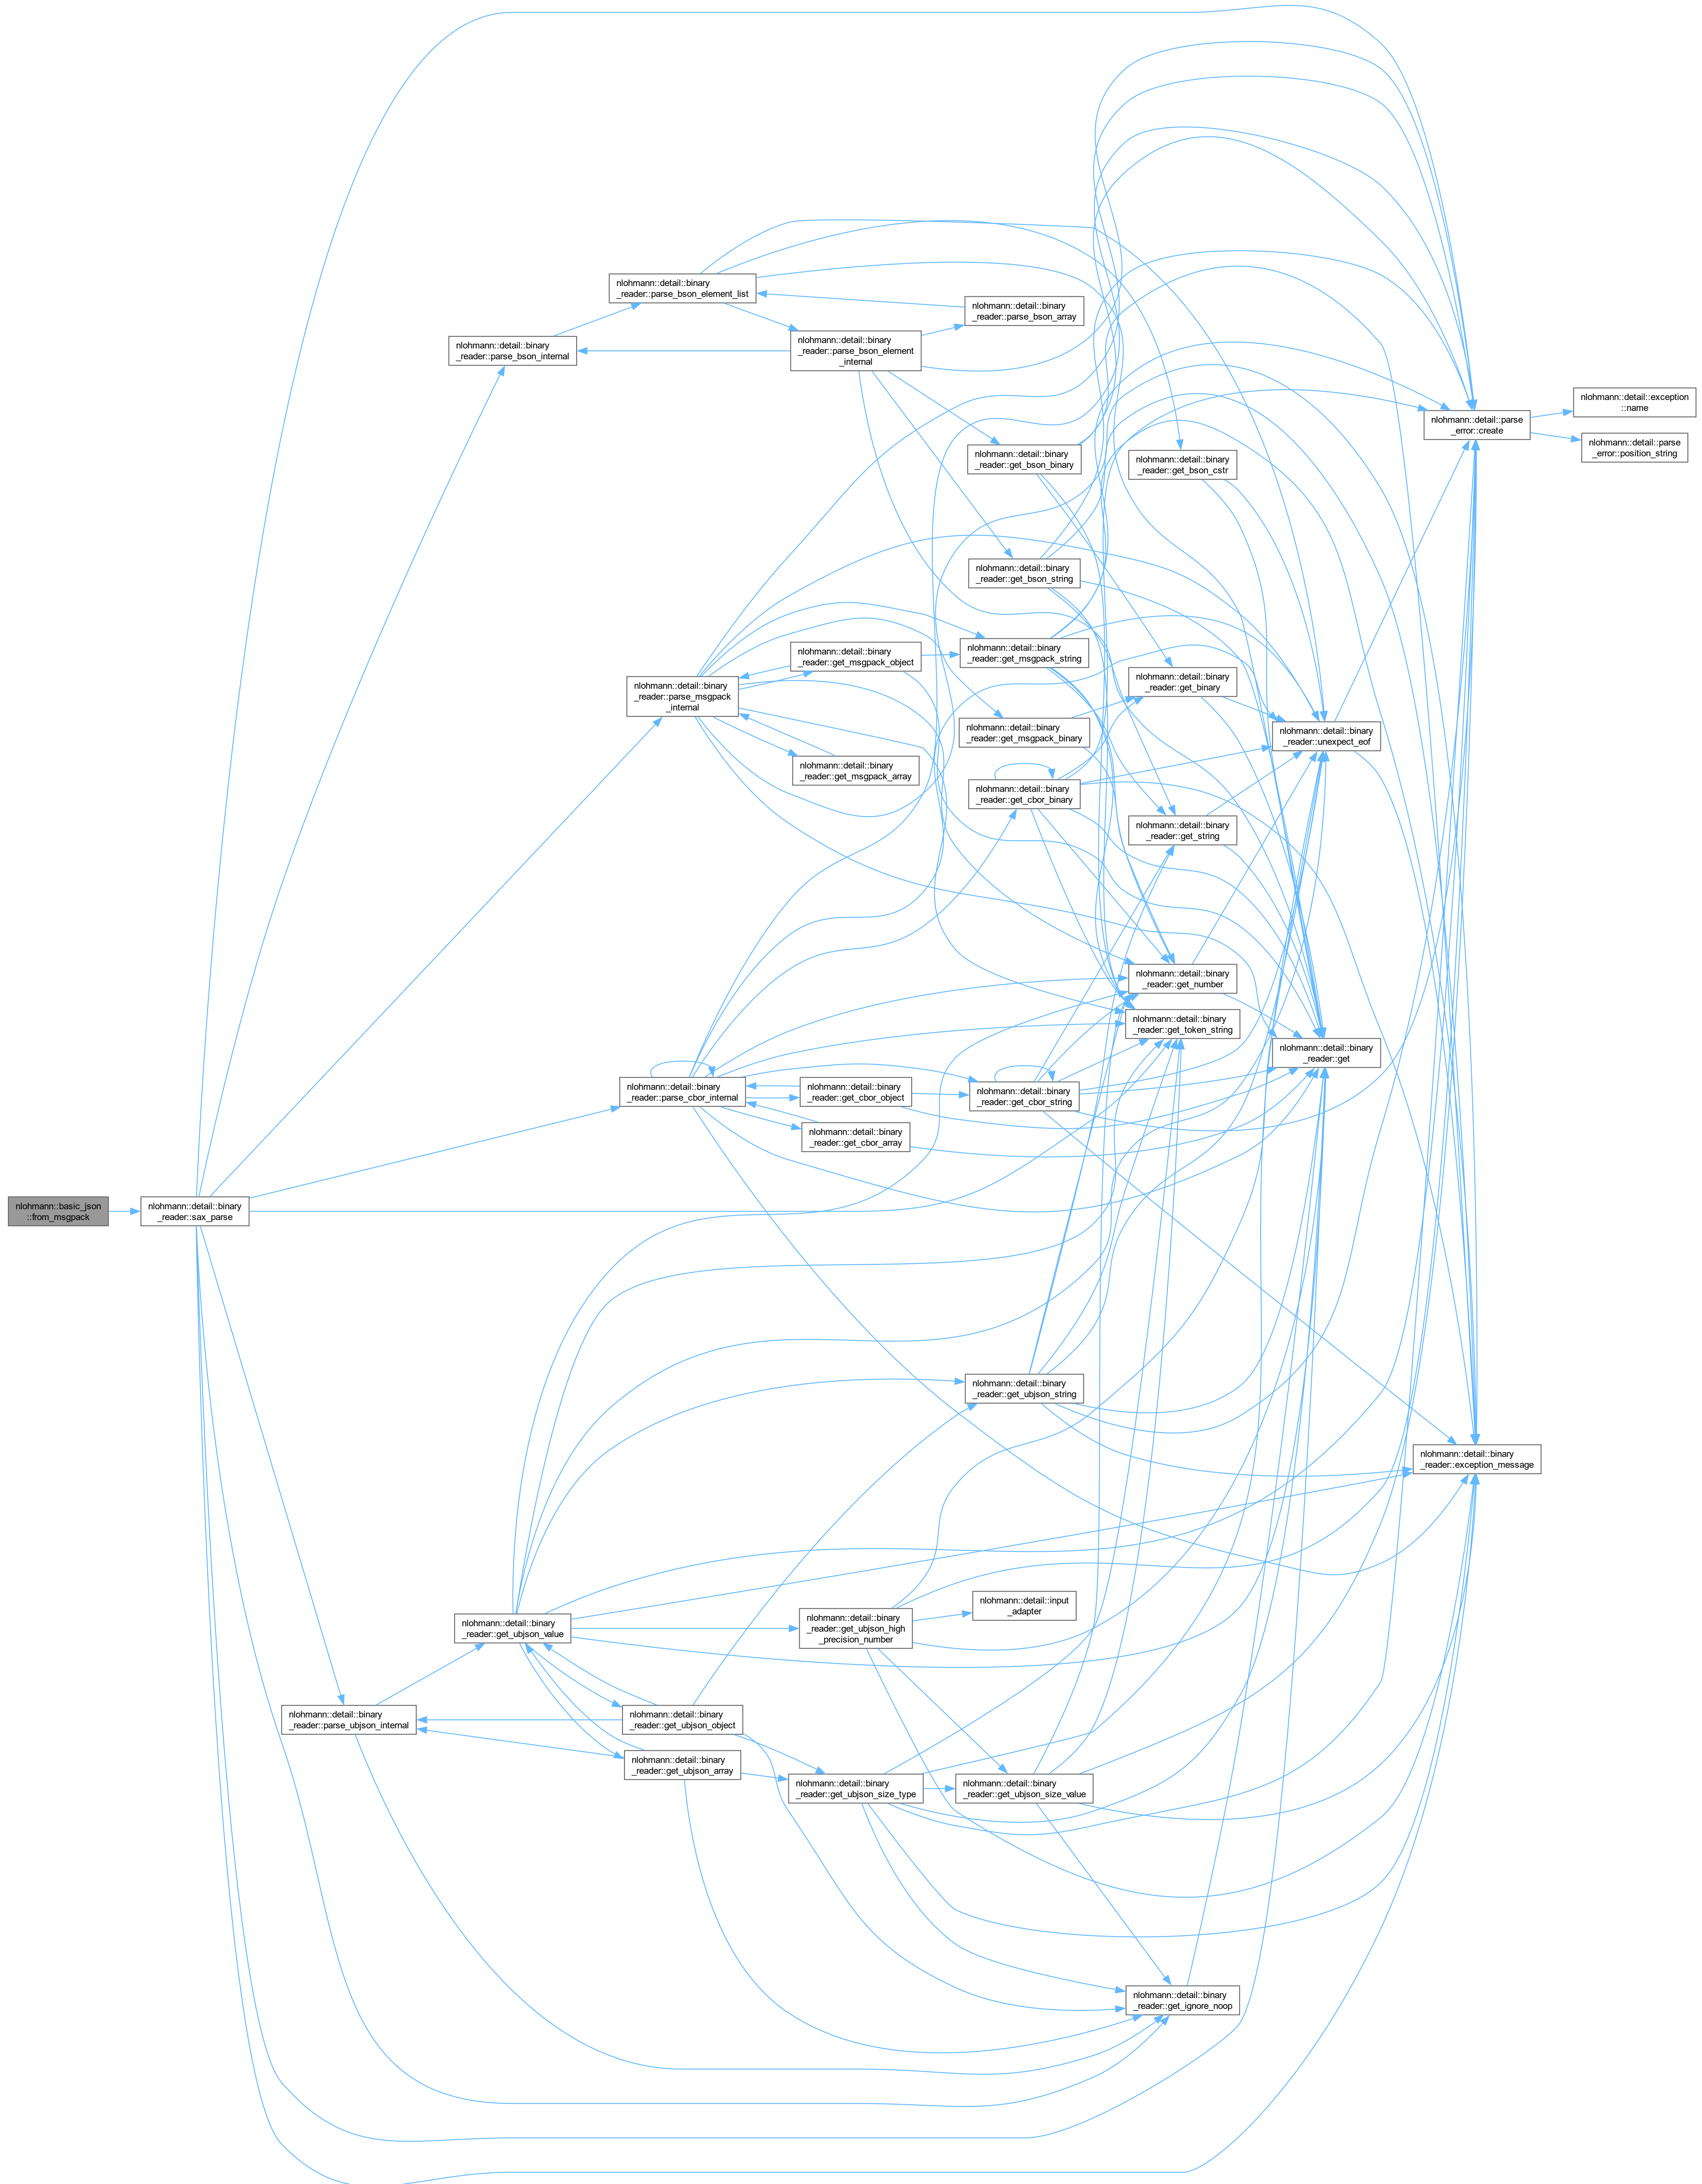 nlohmann::basic_json
::from_msgpack
nlohmann::detail::binary
_reader::sax_parse
nlohmann::detail::binary
_reader::parse_bson_element_list
nlohmann::detail::binary
_reader::parse_bson_array
nlohmann::detail::binary
_reader::parse_bson_internal
nlohmann::detail::binary
_reader::parse_bson_element
_internal
nlohmann::detail::exception
::name
nlohmann::detail::parse
_error::create
nlohmann::detail::parse
_error::position_string
nlohmann::detail::binary
_reader::get_bson_binary
nlohmann::detail::binary
_reader::get_bson_cstr
nlohmann::detail::binary
_reader::get_bson_string
nlohmann::detail::binary
_reader::get_msgpack_object
nlohmann::detail::binary
_reader::get_msgpack_string
nlohmann::detail::binary
_reader::parse_msgpack
_internal
nlohmann::detail::binary
_reader::get_binary
nlohmann::detail::binary
_reader::get_msgpack_binary
nlohmann::detail::binary
_reader::unexpect_eof
nlohmann::detail::binary
_reader::get_msgpack_array
nlohmann::detail::binary
_reader::get_cbor_binary
nlohmann::detail::binary
_reader::get_string
nlohmann::detail::binary
_reader::get_number
nlohmann::detail::binary
_reader::get_token_string
nlohmann::detail::binary
_reader::get
nlohmann::detail::binary
_reader::parse_cbor_internal
nlohmann::detail::binary
_reader::get_cbor_object
nlohmann::detail::binary
_reader::get_cbor_string
nlohmann::detail::binary
_reader::get_cbor_array
nlohmann::detail::binary
_reader::get_ubjson_string
nlohmann::detail::binary
_reader::exception_message
nlohmann::detail::input
_adapter
nlohmann::detail::binary
_reader::get_ubjson_value
nlohmann::detail::binary
_reader::get_ubjson_high
_precision_number
nlohmann::detail::binary
_reader::parse_ubjson_internal
nlohmann::detail::binary
_reader::get_ubjson_object
nlohmann::detail::binary
_reader::get_ubjson_array
nlohmann::detail::binary
_reader::get_ubjson_size_type
nlohmann::detail::binary
_reader::get_ubjson_size_value
nlohmann::detail::binary
_reader::get_ignore_noop